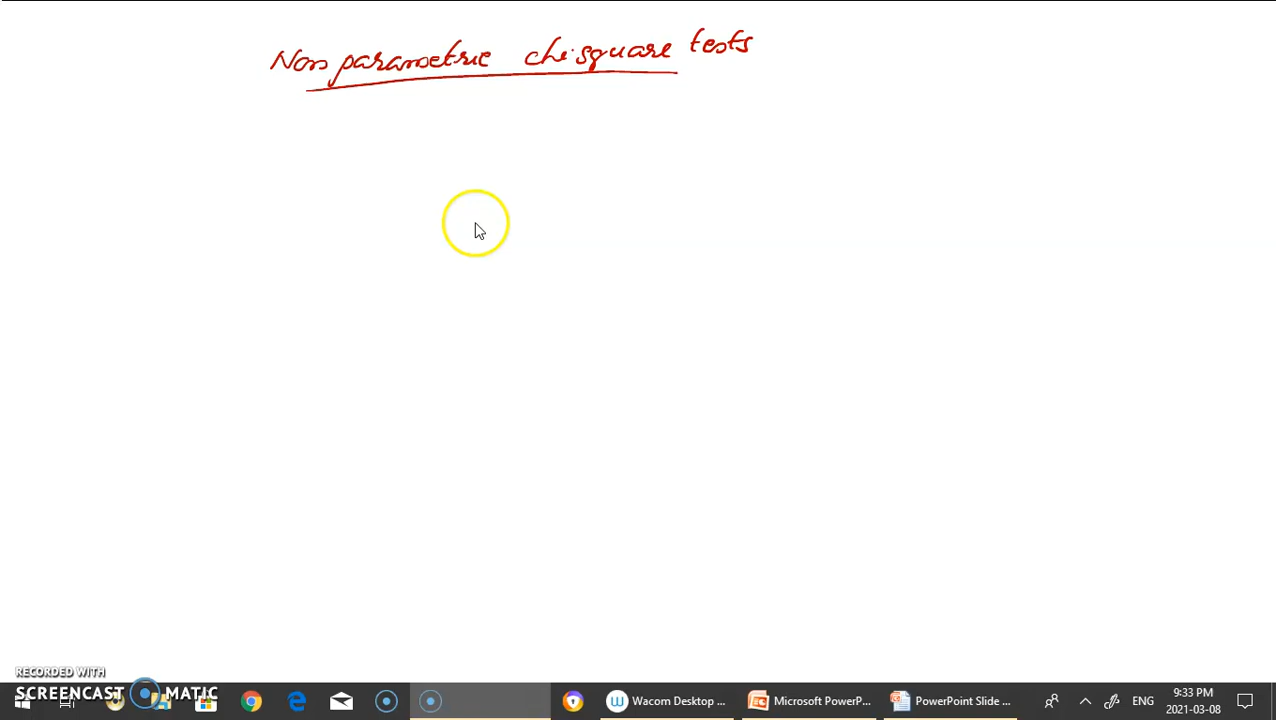 Non parametric chi square tests
RECORDED WITH
SCREENCAST MATIC
Wacom Desktop ...
Microsoft PowerP...
PowerPoint Slide ...
ENG
9:33 PM
2021-03-08